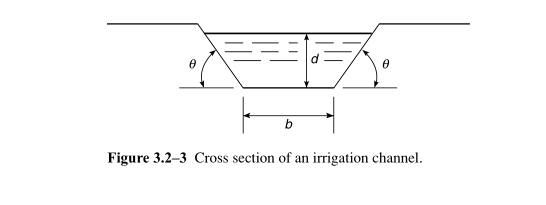 θ
d
θ
b
Figure 3.2–3 Cross section of an irrigation channel.